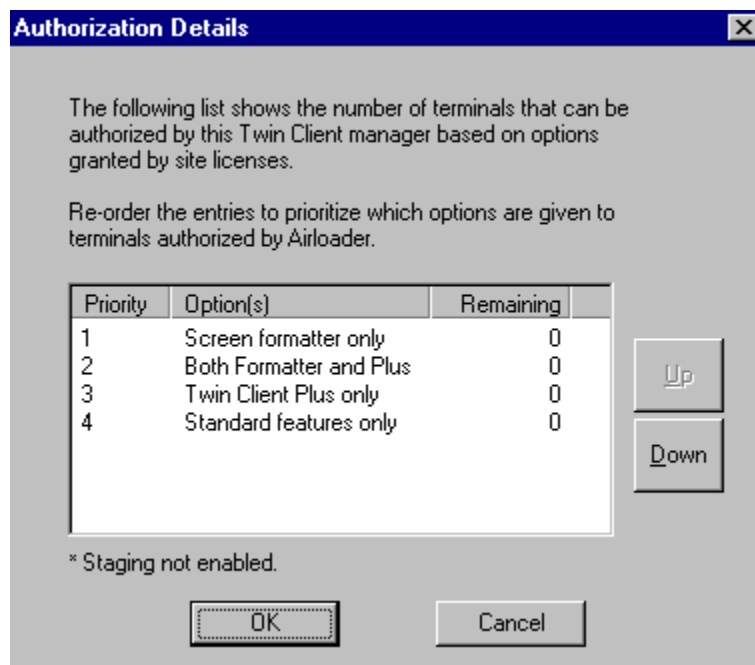 Authorization Details
The following list shows the number of terminals that can be
authorized by this Twin Client manager based on options
granted by site licenses.
Re-order the entries to prioritize which options are given to
terminals authorized by Airloader.
Priority Option(s) Remaining
1 Screen formatter only 0
2 Both Formatter and Plus 0
3 Twin Client Plus only 0
4 Standard features only 0
Up
Down
* Staging not enabled.
OK Cancel